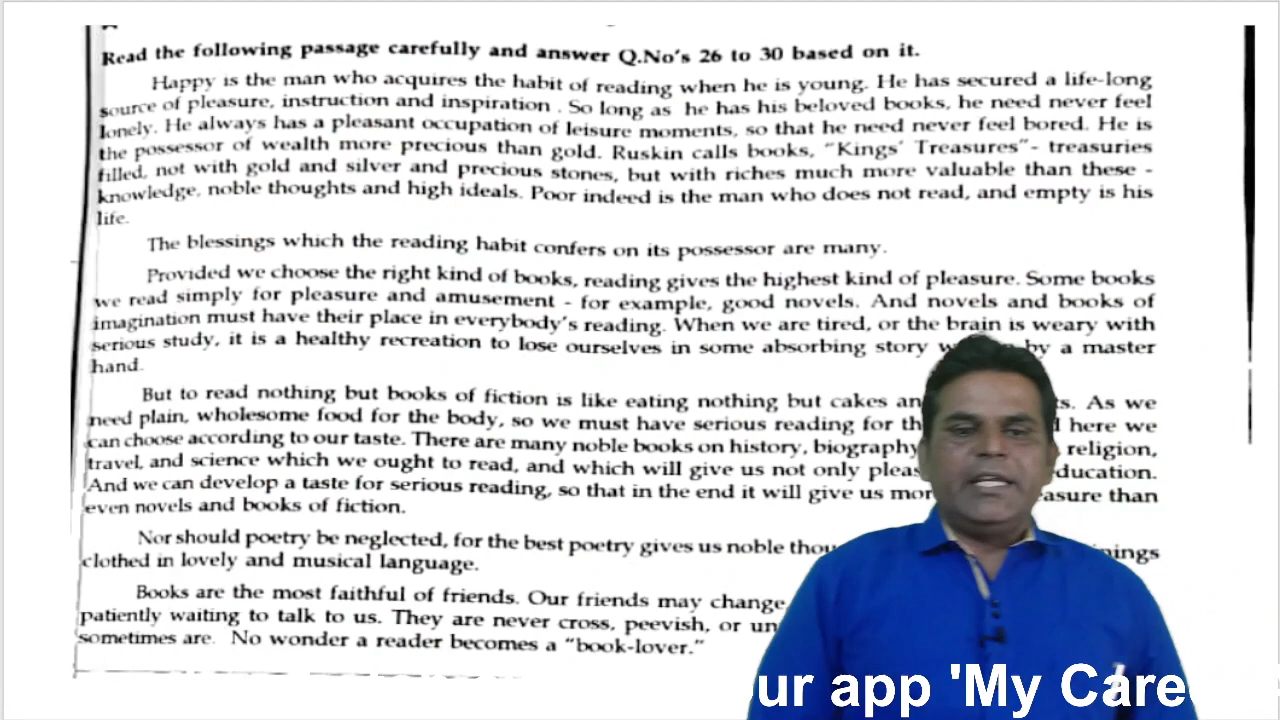 Read the following passage carefully and answer Q.No's 26 to 30 based on it.
Happy is the man who acquires the habit of reading when he is young. He has secured a life-long
source of pleasure, instruction and inspiration . So long as he has his beloved books, he need never feel
lonely. He always has a pleasant occupation of leisure moments, so that he need never feel bored. He is
the possessor of wealth more precious than gold. Ruskin calls books, "Kings' Treasures"- treasuries
filled, not with gold and silver and precious stones, but with riches much more valuable than these -
knowledge, noble thoughts and high ideals. Poor indeed is the man who does not read, and empty is his
life.
The blessings which the reading habit confers on its possessor are many.
Provided we choose the right kind of books, reading gives the highest kind of pleasure. Some books
we read simply for pleasure and amusement - for example, good novels. And novels and books of
imagination must have their place in everybody's reading. When we are tired, or the brain is weary with
serious study, it is a healthy recreation to lose ourselves in some absorbing story by a master
hand.
But to read nothing but books of fiction is like eating nothing but cakes As we
need plain, wholesome food for the body, so we must have serious reading for here we
can choose according to our taste. There are many noble books on history, biography religion,
travel, and science which we ought to read, and which will give us not only
And we can develop a taste for serious reading, so that in the end it will give us than
even novels and books of fiction.
Nor should poetry be neglected, for the best poetry gives us noble
clothed in lovely and musical language.
Books are the most faithful of friends. Our friends may change
patiently waiting to talk to us. They are never cross, peevish, or
sometimes are. No wonder a reader becomes a "book-lover."
ur app 'My Care